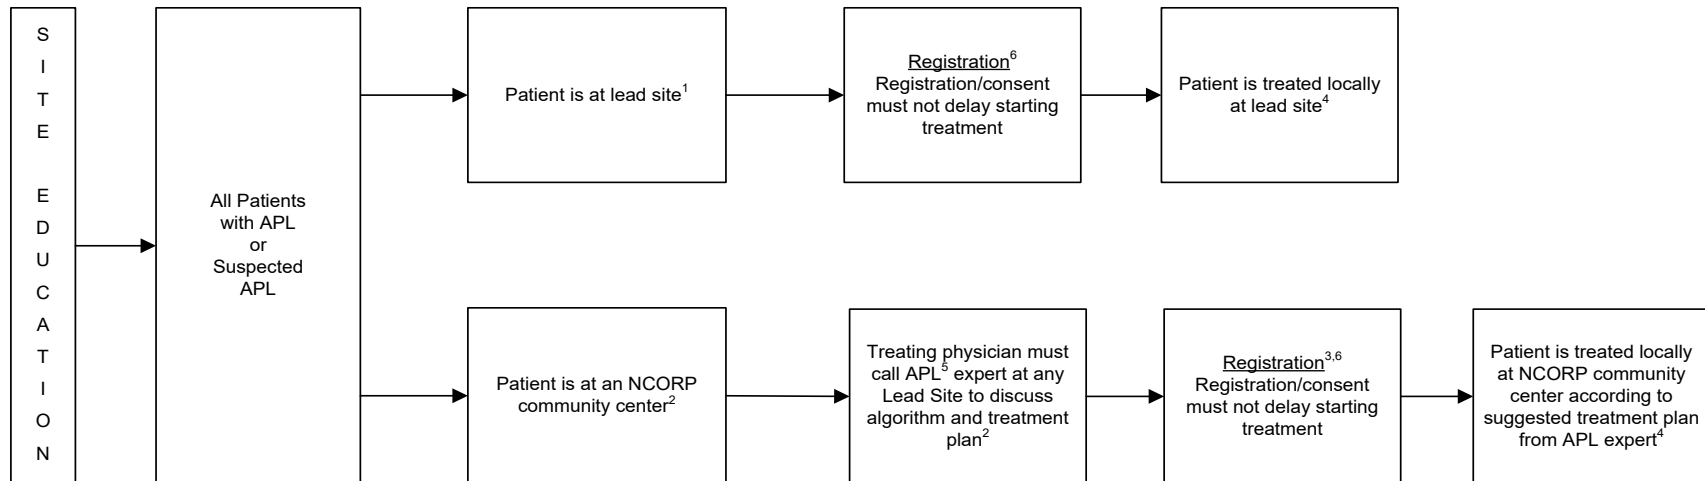 SITE EDUCATION
All Patients
with APL
or
Suspected
APL
Patient is at lead site1
Registration6
Registration/consent
must not delay starting
treatment
Patient is treated locally
at lead site4
Patient is at an NCORP
community center2
Treating physician must
call APL5 expert at any
Lead Site to discuss
algorithm and treatment
plan2
Registration3,6
Registration/consent
must not delay starting
treatment
Patient is treated locally
at NCORP community
center according to
suggested treatment plan
from APL expert4